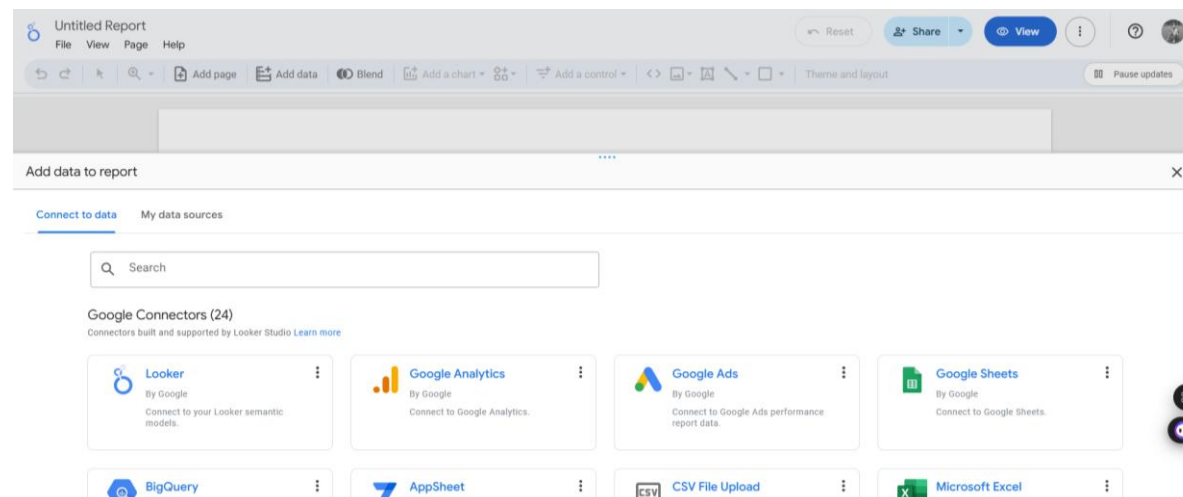 Untitled Report
File View Page Help
Reset
Share
View
Add page
Add data
Blend
Add a chart
Add a control
Theme and layout
Pause updates
Add data to report
Connect to data
My data sources
Search
Google Connectors (24)
Connectors built and supported by Looker Studio Learn more
Looker
By Google
Connect to your Looker semantic
models.
Google Analytics
By Google
Connect to Google Analytics.
Google Ads
By Google
Connect to Google Ads performance
report data.
Google Sheets
By Google
Connect to Google Sheets.
BigQuery
AppSheet
CSV
CSV File Upload
X
Microsoft Excel